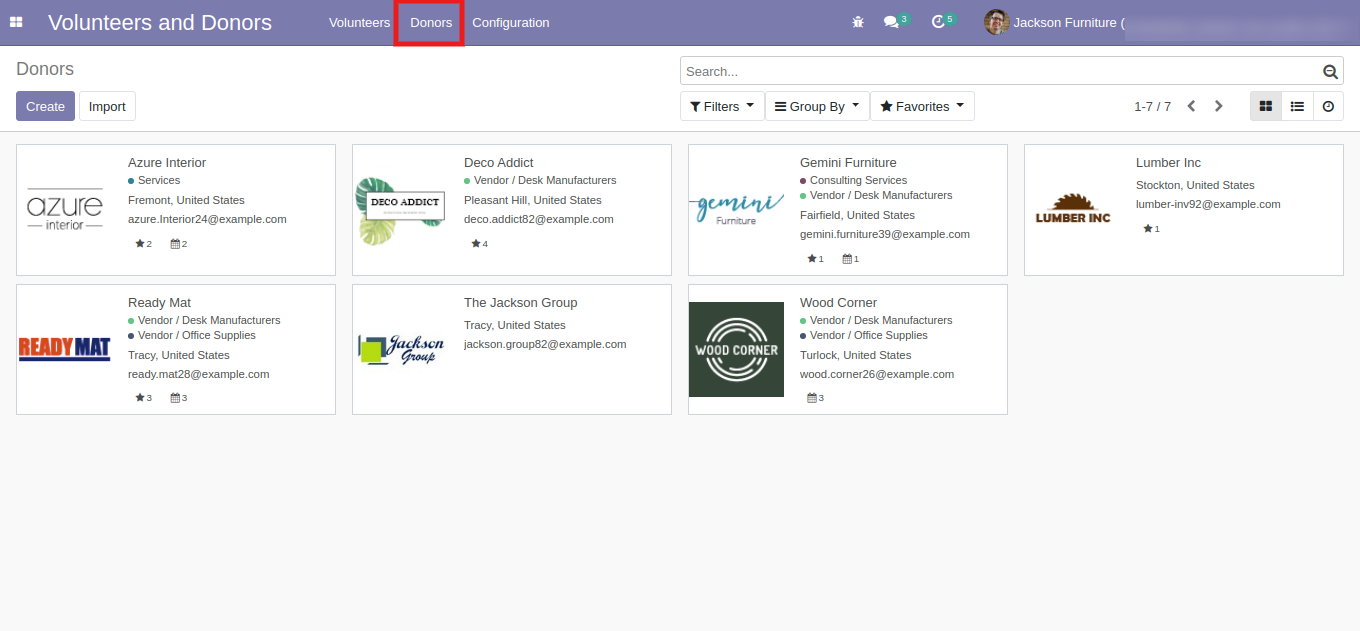 Volunteers and Donors Volunteers Donors Configuration 3 5 Jackson Furniture (
Donors
Search...
Create Import Filters Group By Favorites 1-7 / 7
azure
interior
Azure Interior
Services
Fremont, United States
azure.Interior24@example.com
2 2
DECO ADDICT
Deco Addict
Vendor / Desk Manufacturers
Pleasant Hill, United States
deco.addict82@example.com
4
gemini
Furniture
Gemini Furniture
Consulting Services
Vendor / Desk Manufacturers
Fairfield, United States
gemini.furniture39@example.com
1 1
LUMBER INC
Lumber Inc
Stockton, United States
lumber-inv92@example.com
1
READY MAT
Ready Mat
Vendor / Desk Manufacturers
Vendor / Office Supplies
Tracy, United States
ready.mat28@example.com
3 3
Jackson
Group
The Jackson Group
Tracy, United States
jackson.group82@example.com
WOOD CORNER
Wood Corner
Vendor / Desk Manufacturers
Vendor / Office Supplies
Turlock, United States
wood.corner26@example.com
3